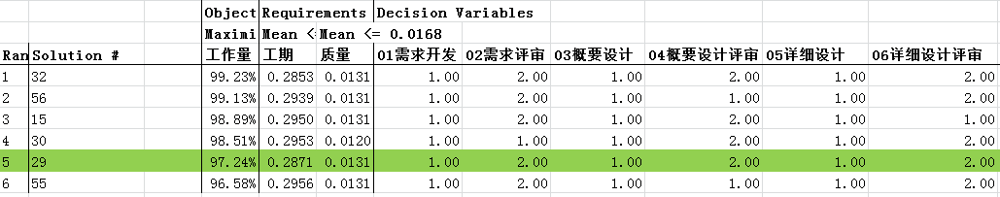 Object Requirements Decision Variables
Maximi Mean < Mean <= 0.0168
Ran Solution # 工作量 工期 质量 01需求开发 02需求评审 03概要设计 04概要设计评审 05详细设计 06详细设计评审
1 32 99.23% 0.2853 0.0131 1.00 2.00 1.00 2.00 1.00 2.00
2 56 99.13% 0.2939 0.0131 1.00 2.00 1.00 1.00 1.00 2.00
3 15 98.89% 0.2950 0.0131 1.00 2.00 1.00 2.00 1.00 1.00
4 30 98.51% 0.2953 0.0120 1.00 1.00 1.00 2.00 1.00 2.00
5 29 97.24% 0.2871 0.0131 1.00 2.00 1.00 2.00 1.00 2.00
6 55 96.58% 0.2956 0.0131 1.00 2.00 1.00 1.00 1.00 2.00